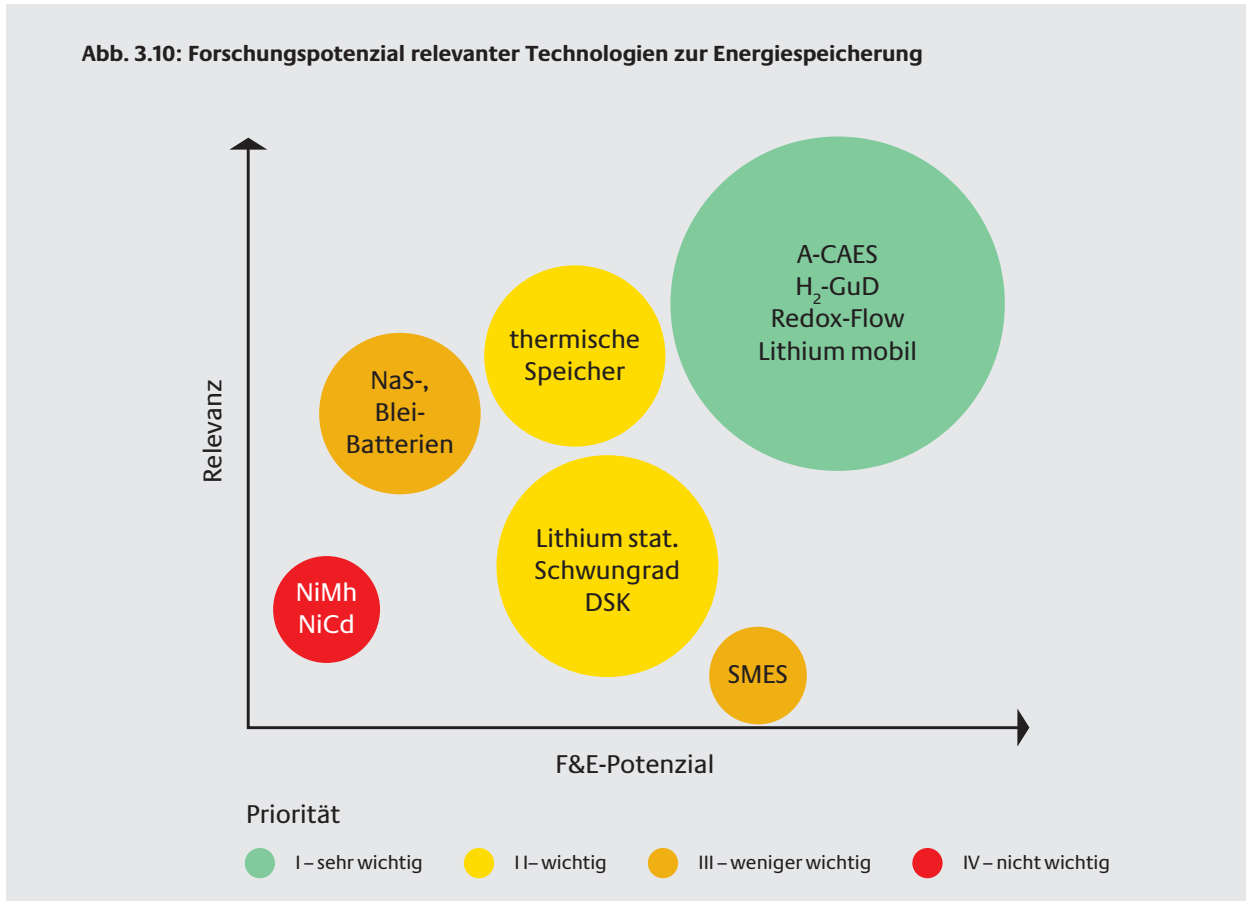 Abb. 3.10: Forschungspotenzial relevanter Technologien zur Energiespeicherung
Relevanz
A-CAES
H₂-GuD
Redox-Flow
Lithium mobil
thermische
Speicher
NaS-,
Blei-
Batterien
Lithium stat.
Schwungrad
DSK
NiMh
NiCd
SMES
F&E-Potenzial
Priorität
I – sehr wichtig
I I– wichtig
III – weniger wichtig
IV – nicht wichtig